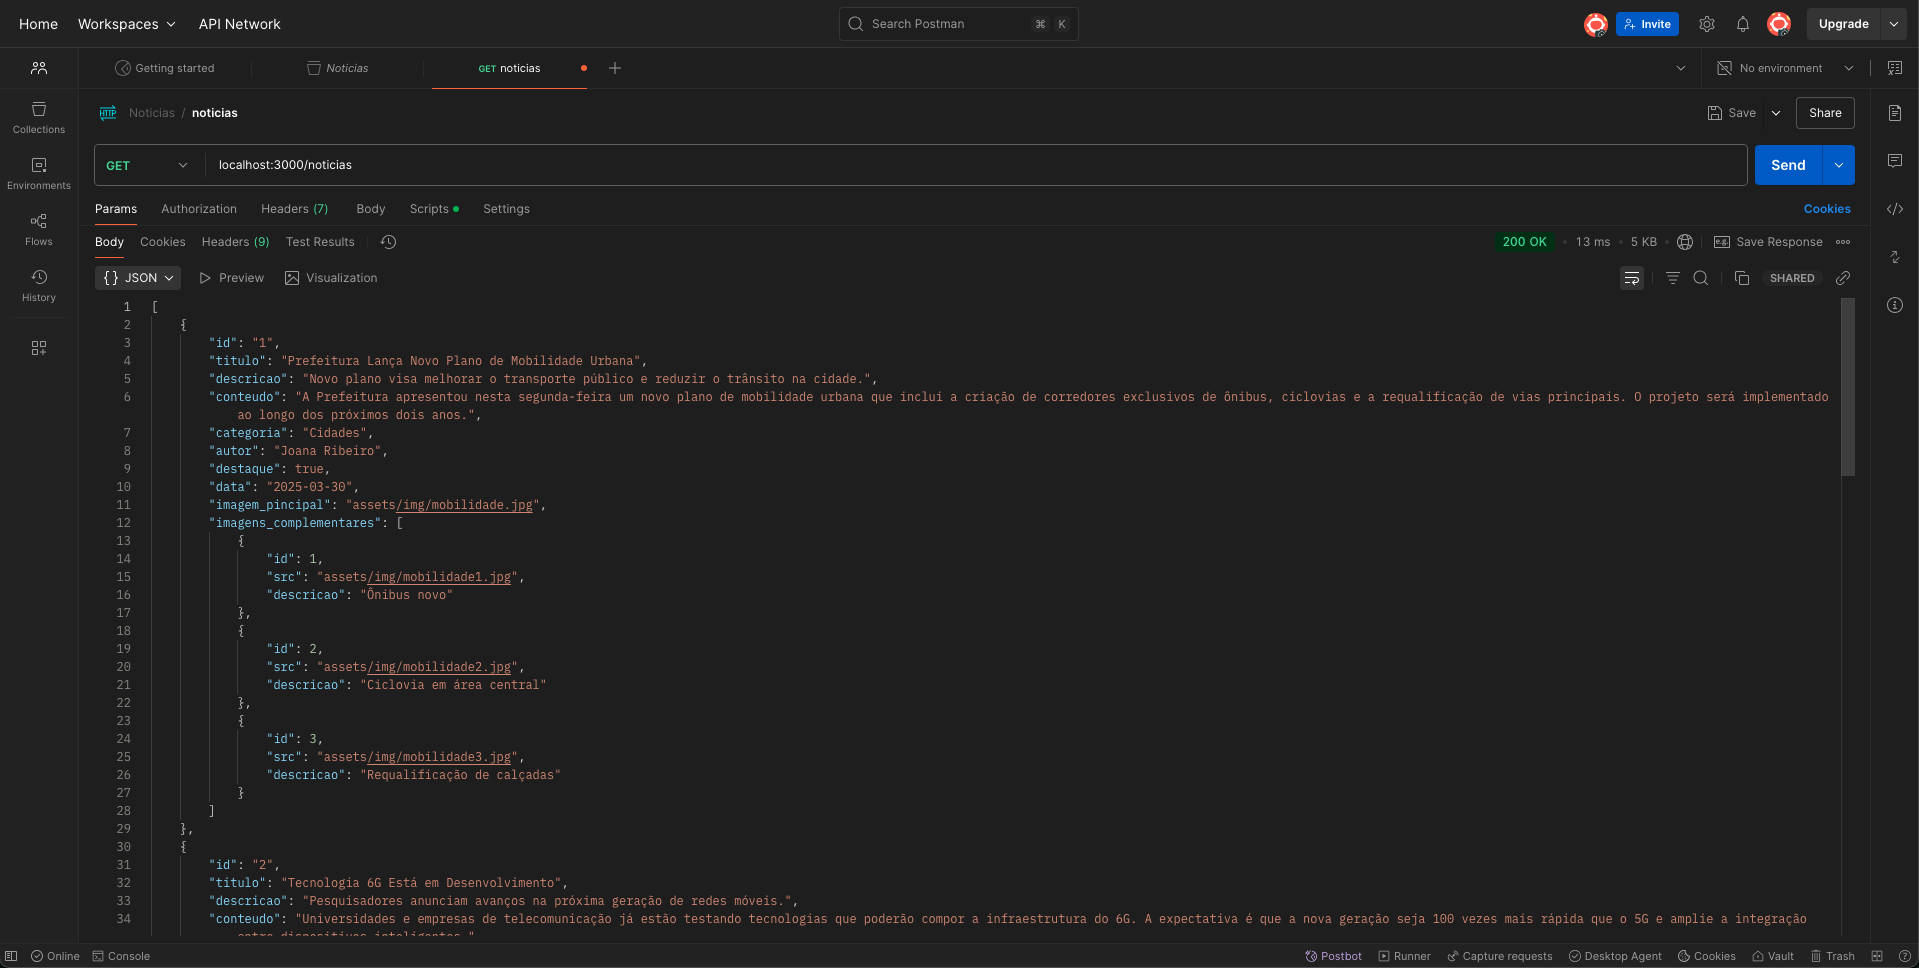 Home Workspaces API Network Search Postman ⌘ K Invite Upgrade
Getting started Noticias GET noticias No environment
Noticias / noticias Save Share
Collections
Environments
Flows
History
GET localhost:3000/noticias Send
Params Authorization Headers (7) Body Scripts Settings Cookies
Body Cookies Headers (9) Test Results 200 OK 13 ms 5 KB Save Response
{} JSON Preview Visualization SHARED
1 [
2 {
3 "id": "1",
4 "titulo": "Prefeitura Lança Novo Plano de Mobilidade Urbana",
5 "descricao": "Novo plano visa melhorar o transporte público e reduzir o trânsito na cidade.",
6 "conteudo": "A Prefeitura apresentou nesta segunda-feira um novo plano de mobilidade urbana que inclui a criação de corredores exclusivos de ônibus, ciclovias e a requalificação de vias principais. O projeto será implementado
ao longo dos próximos dois anos.",
7 "categoria": "Cidades",
8 "autor": "Joana Ribeiro",
9 "destaque": true,
10 "data": "2025-03-30",
11 "imagem_pincipal": "assets/img/mobilidade.jpg",
12 "imagens_complementares": [
13 {
14 "id": 1,
15 "src": "assets/img/mobilidade1.jpg",
16 "descricao": "Ônibus novo"
17 },
18 {
19 "id": 2,
20 "src": "assets/img/mobilidade2.jpg",
21 "descricao": "Ciclovia em área central"
22 },
23 {
24 "id": 3,
25 "src": "assets/img/mobilidade3.jpg",
26 "descricao": "Requalificação de calçadas"
27 }
28 ]
29 },
30 {
31 "id": "2",
32 "titulo": "Tecnologia 6G Está em Desenvolvimento",
33 "descricao": "Pesquisadores anunciam avanços na próxima geração de redes móveis.",
34 "conteudo": "Universidades e empresas de telecomunicação já estão testando tecnologias que poderão compor a infraestrutura do 6G. A expectativa é que a nova geração seja 100 vezes mais rápida que o 5G e amplie a integração
entre dispositivos inteligentes."
Online Console Postbot Runner Capture requests Desktop Agent Cookies Vault Trash